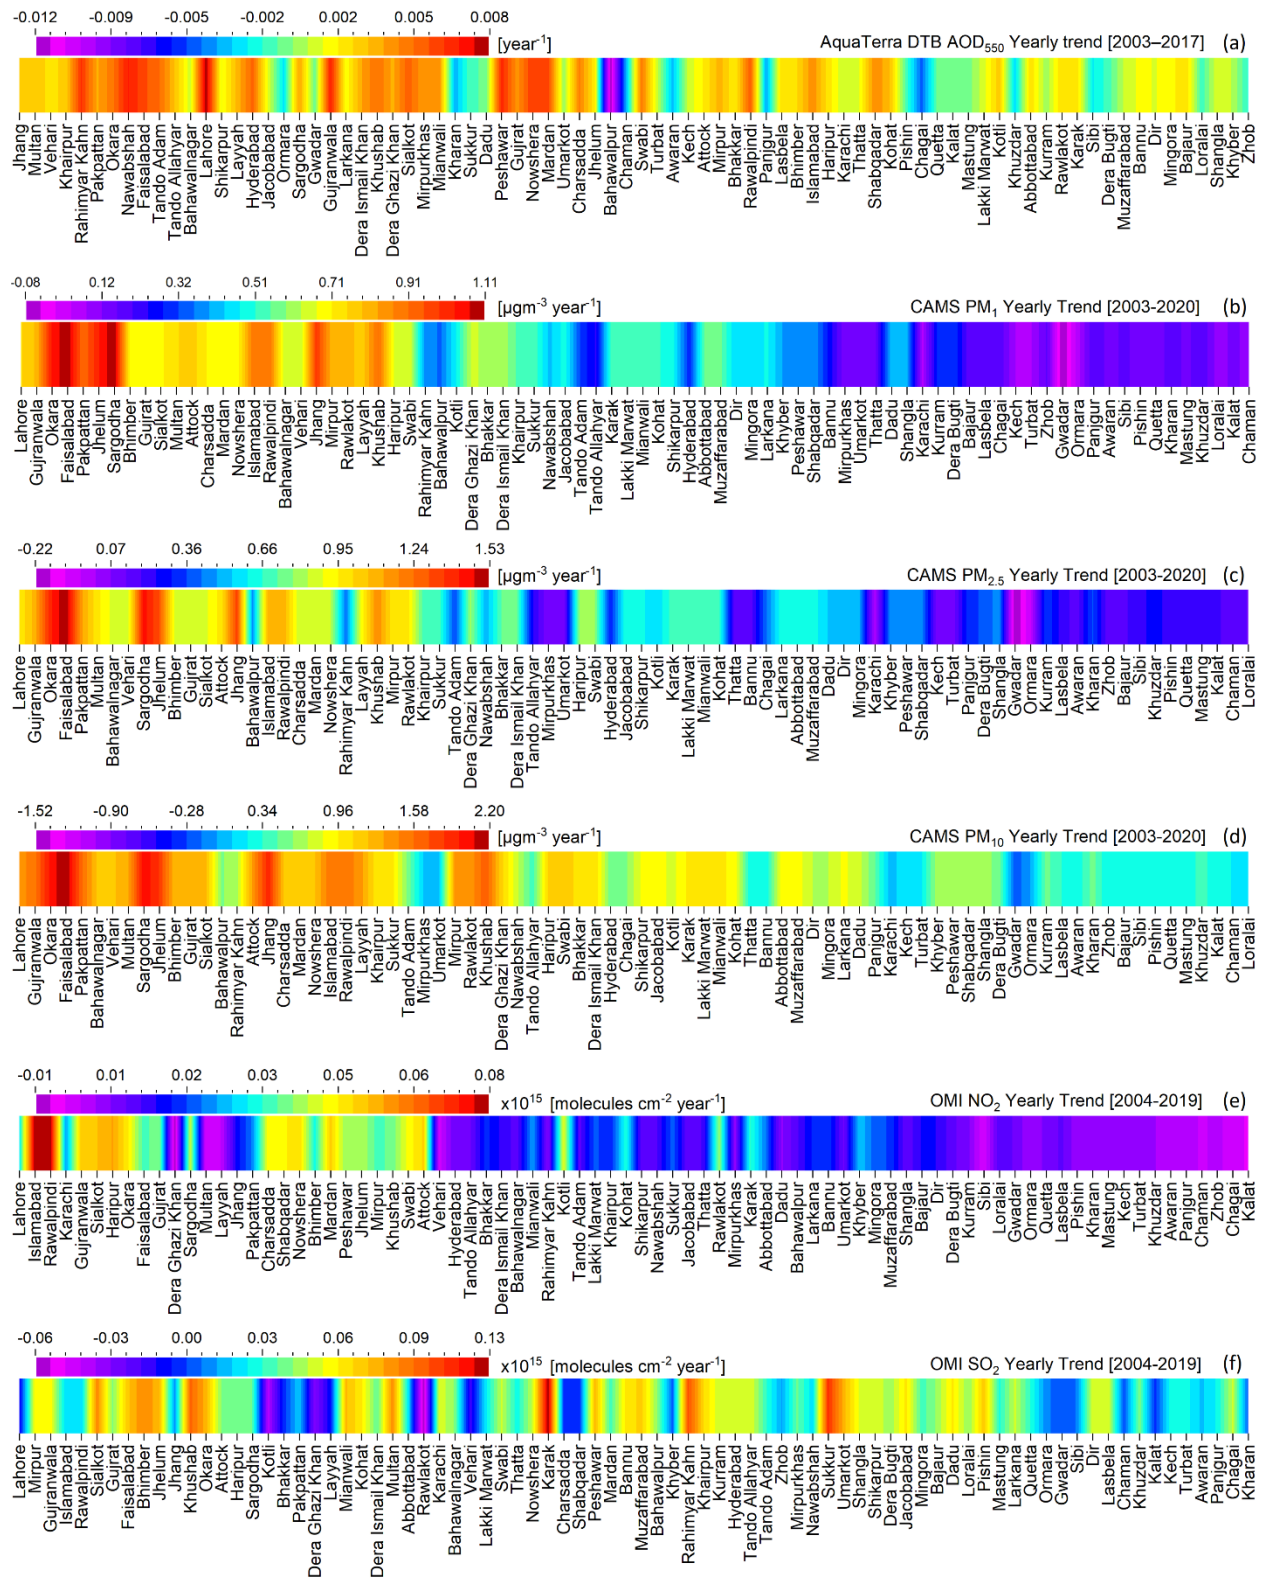 -0.012 -0.009 -0.005 -0.002 0.002 0.005 0.008
[year-1] AquaTerra DTB AOD550 Yearly trend [2003–2017] (a)
Jhang Multan Vehari Khairpur Rahimyar Kahn Pakpattan Okara Nawabshah Faisalabad Tando Adam Tando Allahyar Bahawalnagar Lahore Shikarpur Layyah Hyderabad Jacobabad Ormara Sargodha Gwadar Gujranwala Larkana Dera Ismail Khan Khushab Dera Ghazi Khan Sialkot Mirpurkhas Mianwali Kharan Sukkur Dadu Peshawar Gujrat Nowshera Mardan Umarkot Charsadda Jhelum Bahawalpur Chaman Swabi Turbat Awaran Kech Attock Mirpur Bhakkar Rawalpindi Panjgur Lasbela Bhimber Islamabad Haripur Karachi Thatta Shabqadar Kohat Pishin Chagai Quetta Kalat Mastung Lakki Marwat Kotli Khuzdar Abbottabad Kurram Rawlakot Karak Sibi Dera Bugti Muzaffarabad Bannu Dir Mingora Bajaur Loralai Shangla Khyber Zhob
-0.08 0.12 0.32 0.51 0.71 0.91 1.11
[µgm-3 year-1] CAMS PM1 Yearly Trend [2003-2020] (b)
Lahore Gujranwala Okara Faisalabad Pakpattan Jhelum Sargodha Bhimber Gujrat Sialkot Multan Attock Charsadda Mardan Nowshera Islamabad Rawalpindi Bahawalnagar Vehari Jhang Mirpur Rawlakot Layyah Khushab Haripur Swabi Rahimyar Kahn Bahawalpur Kotli Dera Ghazi Khan Bhakkar Dera Ismail Khan Khairpur Sukkur Nawabshah Jacobabad Tando Adam Tando Allahyar Karak Lakki Marwat Mianwali Kohat Shikarpur Hyderabad Abbottabad Muzaffarabad Dir Mingora Larkana Khyber Peshawar Shabqadar Bannu Mirpurkhas Umarkot Thatta Dadu Shangla Karachi Kurram Dera Bugti Lasbela Chagai Kech Turbat Zhob Gwadar Ormara Panjgur Awaran Sibi Pishin Quetta Kharan Mastung Khuzdar Loralai Kalat Chaman
-0.22 0.07 0.36 0.66 0.95 1.24 1.53
[µgm-3 year-1] CAMS PM2.5 Yearly Trend [2003-2020] (c)
Lahore Gujranwala Okara Faisalabad Pakpattan Multan Bahawalnagar Vehari Sargodha Jhelum Bhimber Gujrat Sialkot Attock Jhang Bahawalpur Islamabad Rawalpindi Charsadda Mardan Nowshera Rahimyar Kahn Layyah Khushab Mirpur Rawlakot Khairpur Sukkur Tando Adam Dera Ghazi Khan Nawabshah Bhakkar Dera Ismail Khan Tando Allahyar Mirpurkhas Umarkot Haripur Swabi Hyderabad Jacobabad Shikarpur Kotli Karak Lakki Marwat Mianwali Kohat Thatta Bannu Chagai Larkana Abbottabad Muzaffarabad Dadu Dir Mingora Karachi Khyber Peshawar Shabqadar Kech Turbat Panjgur Dera Bugti Shangla Gwadar Ormara Kurram Lasbela Awaran Kharan Zhob Bajaur Sibi Khuzdar Pishin Quetta Mastung Kalat Chaman Loralai
-1.52 -0.90 -0.28 0.34 0.96 1.58 2.20
[µgm-3 year-1] CAMS PM10 Yearly Trend [2003-2020] (d)
Lahore Gujranwala Okara Faisalabad Pakpattan Bahawalnagar Vehari Multan Sargodha Jhelum Bhimber Gujrat Sialkot Bahawalpur Rahimyar Kahn Attock Jhang Charsadda Mardan Nowshera Islamabad Rawalpindi Layyah Khairpur Sukkur Tando Adam Mirpurkhas Umarkot Mirpur Rawlakot Khushab Dera Ghazi Khan Nawabshah Tando Allahyar Haripur Swabi Bhakkar Dera Ismail Khan Hyderabad Chagai Shikarpur Jacobabad Kotli Karak Lakki Marwat Mianwali Kohat Thatta Bannu Abbottabad Muzaffarabad Dir Mingora Larkana Dadu Panjgur Karachi Kech Turbat Khyber Peshawar Shabqadar Shangla Dera Bugti Gwadar Ormara Kurram Lasbela Awaran Kharan Zhob Bajaur Sibi Pishin Quetta Mastung Khuzdar Kalat Chaman Loralai
-0.01 0.01 0.02 0.03 0.05 0.06 0.08
x1015 [molecules cm-2 year-1] OMI NO2 Yearly Trend [2004-2019] (e)
Lahore Islamabad Rawalpindi Karachi Gujranwala Sialkot Haripur Okara Faisalabad Gujrat Dera Ghazi Khan Sargodha Multan Layyah Jhang Pakpattan Charsadda Shabqadar Nowshera Bhimber Mardan Peshawar Jhelum Mirpur Khushab Swabi Attock Vehari Hyderabad Tando Allahyar Bhakkar Dera Ismail Khan Bahawalnagar Mianwali Rahimyar Kahn Kotli Tando Adam Lakki Marwat Khairpur Kohat Shikarpur Nawabshah Sukkur Jacobabad Thatta Rawlakot Mirpurkhas Karak Abbottabad Dadu Bahawalpur Larkana Bannu Umarkot Khyber Mingora Muzaffarabad Shangla Bajaur Dir Dera Bugti Kurram Sibi Loralai Gwadar Ormara Quetta Lasbela Pishin Kharan Mastung Kech Turbat Khuzdar Awaran Panjgur Chaman Zhob Chagai Kalat
-0.06 -0.03 0.00 0.03 0.06 0.09 0.13
x1015 [molecules cm-2 year-1] OMI SO2 Yearly Trend [2004-2019] (f)
Lahore Mirpur Gujranwala Islamabad Rawalpindi Sialkot Gujrat Faisalabad Bhimber Jhelum Jhang Khushab Okara Attock Haripur Sargodha Kotli Bhakkar Pakpattan Dera Ghazi Khan Layyah Mianwali Kohat Dera Ismail Khan Multan Abbottabad Rawlakot Karachi Bahawalnagar Vehari Lakki Marwat Swabi Thatta Nowshera Karak Charsadda Shabqadar Peshawar Mardan Bannu Muzaffarabad Bahawalpur Khyber Rahimyar Kahn Khairpur Kurram Hyderabad Tando Allahyar Tando Adam Zhob Mirpurkhas Nawabshah Sukkur Umarkot Shangla Shikarpur Dera Bugti Jacobabad Mingora Bajaur Dadu Loralai Pishin Mastung Larkana Quetta Ormara Gwadar Sibi Dir Lasbela Chaman Khuzdar Kalat Kech Turbat Awaran Panjgur Chagai Kharan